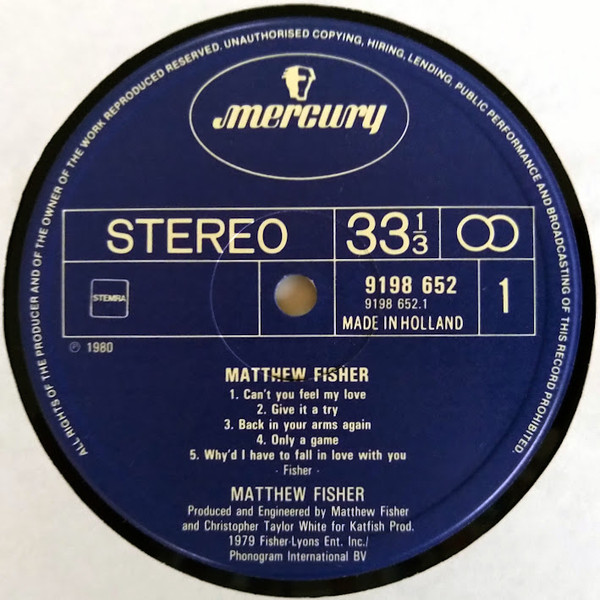 ALL RIGHTS OF THE PRODUCER AND OF THE OWNER OF THE WORK REPRODUCED RESERVED. UNAUTHORISED COPYING, HIRING, LENDING, PUBLIC PERFORMANCE AND BROADCASTING OF THIS RECORD PROHIBITED.
mercury
STEREO 33 1/3
STEMRA
9198 652
9198 652.1
MADE IN HOLLAND
1
℗ 1980
MATTHEW FISHER
1. Can't you feel my love
2. Give it a try
3. Back in your arms again
4. Only a game
5. Why'd I have to fall in love with you
· Fisher ·
MATTHEW FISHER
Produced and Engineered by Matthew Fisher
and Christopher Taylor White for Katfish Prod.
1979 Fisher-Lyons Ent. Inc./
Phonogram International BV